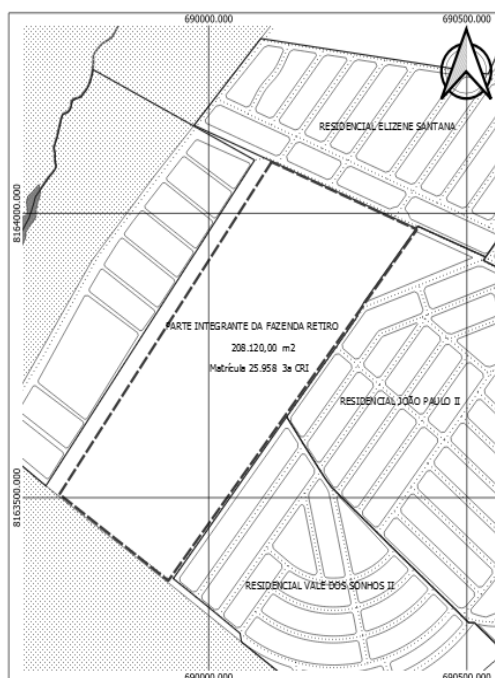 690000.000
690500.000
RESIDENCIAL ELIZENE SANTANA
8164000.000
PARTE INTEGRANTE DA FAZENDA RETIRO
208.120,00 m2
Matrícula 25.958 3a CRI
RESIDENCIAL JOÃO PAULO II
8163500.000
RESIDENCIAL VALE DOS SONHOS II
690000.000
690500.000